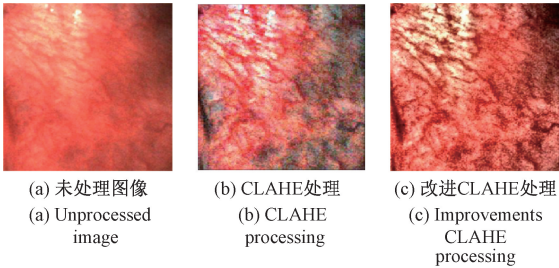 (a) 未处理图像
(a) Unprocessed
image
(b) CLAHE处理
(b) CLAHE
processing
(c) 改进CLAHE处理
(c) Improvements
CLAHE
processing